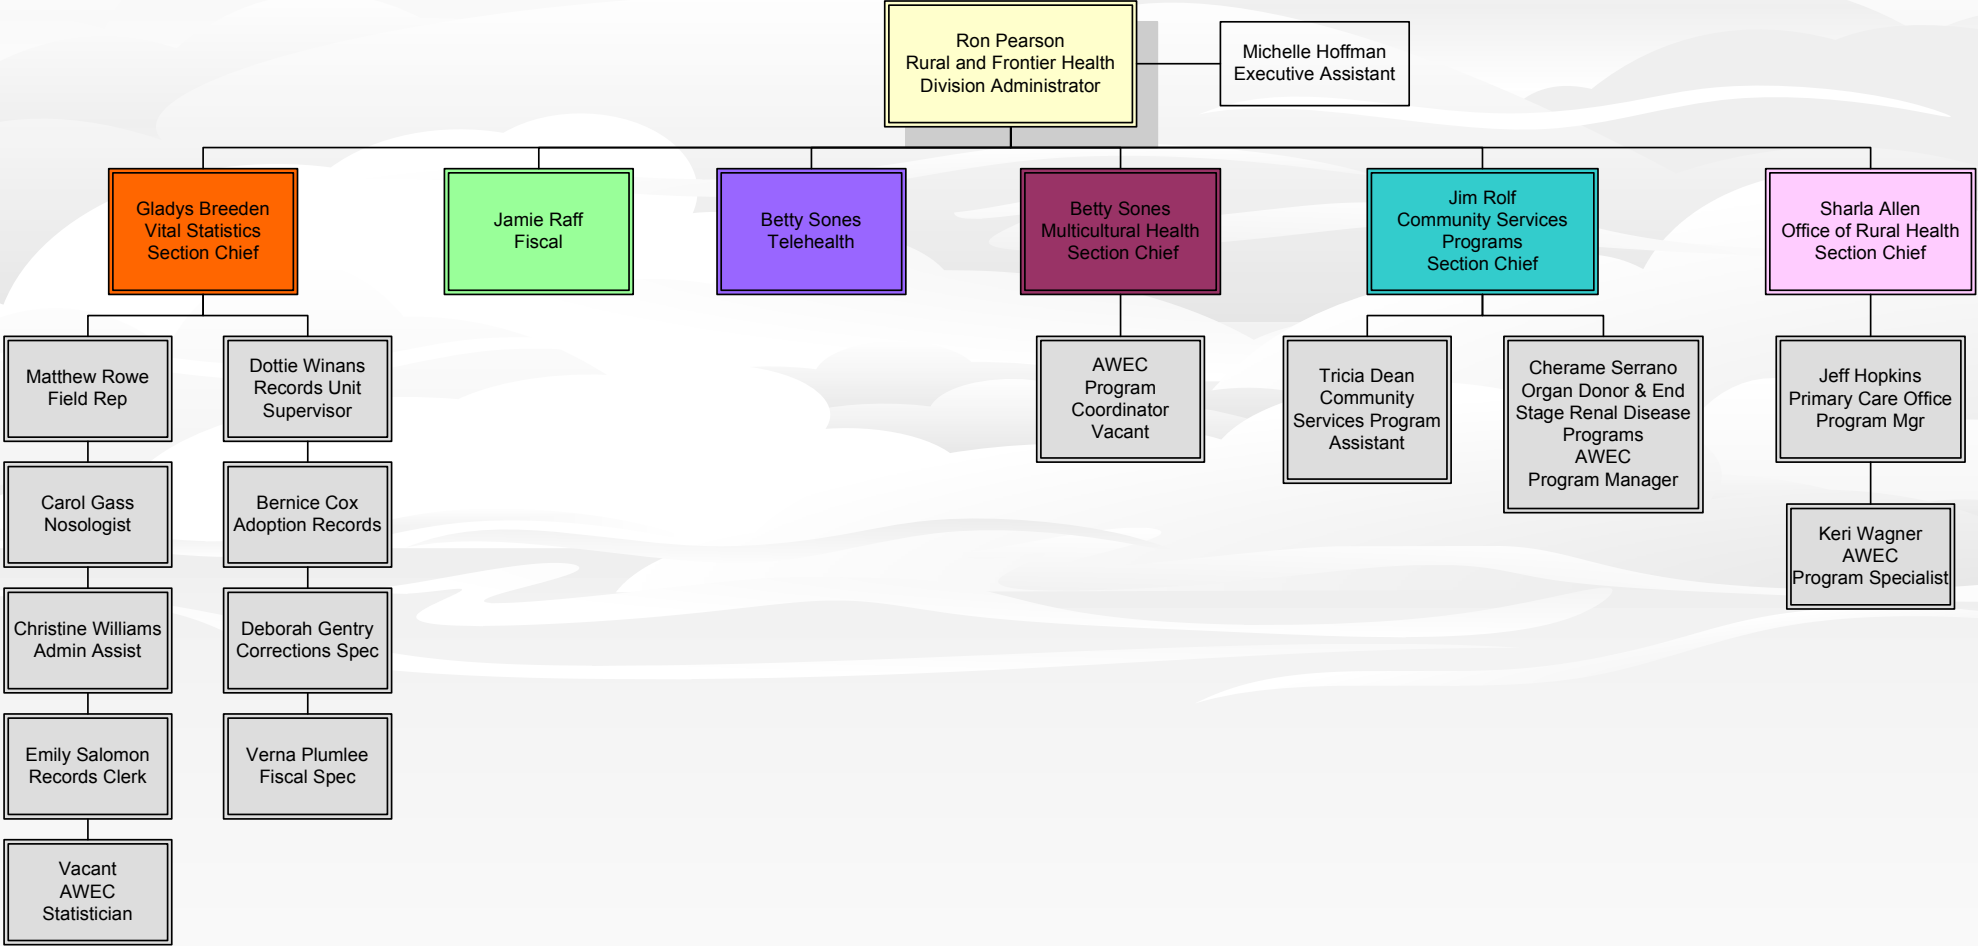 Ron Pearson
Rural and Frontier Health
Division Administrator
Michelle Hoffman
Executive Assistant
Gladys Breeden
Vital Statistics
Section Chief
Jamie Raff
Fiscal
Betty Sones
Telehealth
Betty Sones
Multicultural Health
Section Chief
Jim Rolf
Community Services
Programs
Section Chief
Sharla Allen
Office of Rural Health
Section Chief
Matthew Rowe
Field Rep
Dottie Winans
Records Unit
Supervisor
AWEC
Program
Coordinator
Vacant
Tricia Dean
Community
Services Program
Assistant
Cherame Serrano
Organ Donor & End
Stage Renal Disease
Programs
AWEC
Program Manager
Jeff Hopkins
Primary Care Office
Program Mgr
Carol Gass
Nosologist
Bernice Cox
Adoption Records
Keri Wagner
AWEC
Program Specialist
Christine Williams
Admin Assist
Deborah Gentry
Corrections Spec
Emily Salomon
Records Clerk
Verna Plumlee
Fiscal Spec
Vacant
AWEC
Statistician